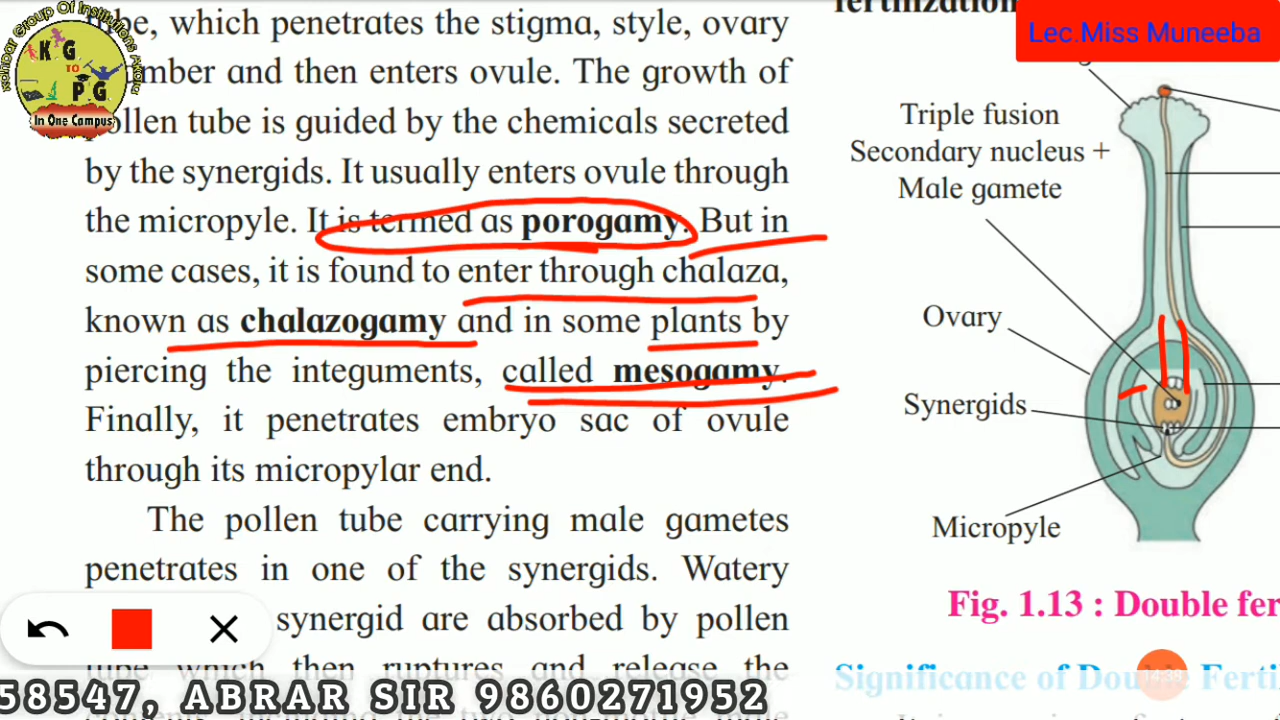 tube, which penetrates the stigma, style, ovary
chamber and then enters ovule. The growth of
pollen tube is guided by the chemicals secreted
by the synergids. It usually enters ovule through
the micropyle. It is termed as porogamy. But in
some cases, it is found to enter through chalaza,
known as chalazogamy and in some plants by
piercing the integuments, called mesogamy.
Finally, it penetrates embryo sac of ovule
through its micropylar end.
The pollen tube carrying male gametes
penetrates in one of the synergids. Watery
synergid are absorbed by pollen
tube which then ruptures and release the
58547, ABRAR SIR 9860271952
K G
TO
P G
In One Campus
fertilization
Lec.Miss Muneeba
Triple fusion
Secondary nucleus +
Male gamete
Ovary
Synergids
Micropyle
Fig. 1.13 : Double fer
Significance of Double Ferti
14:39